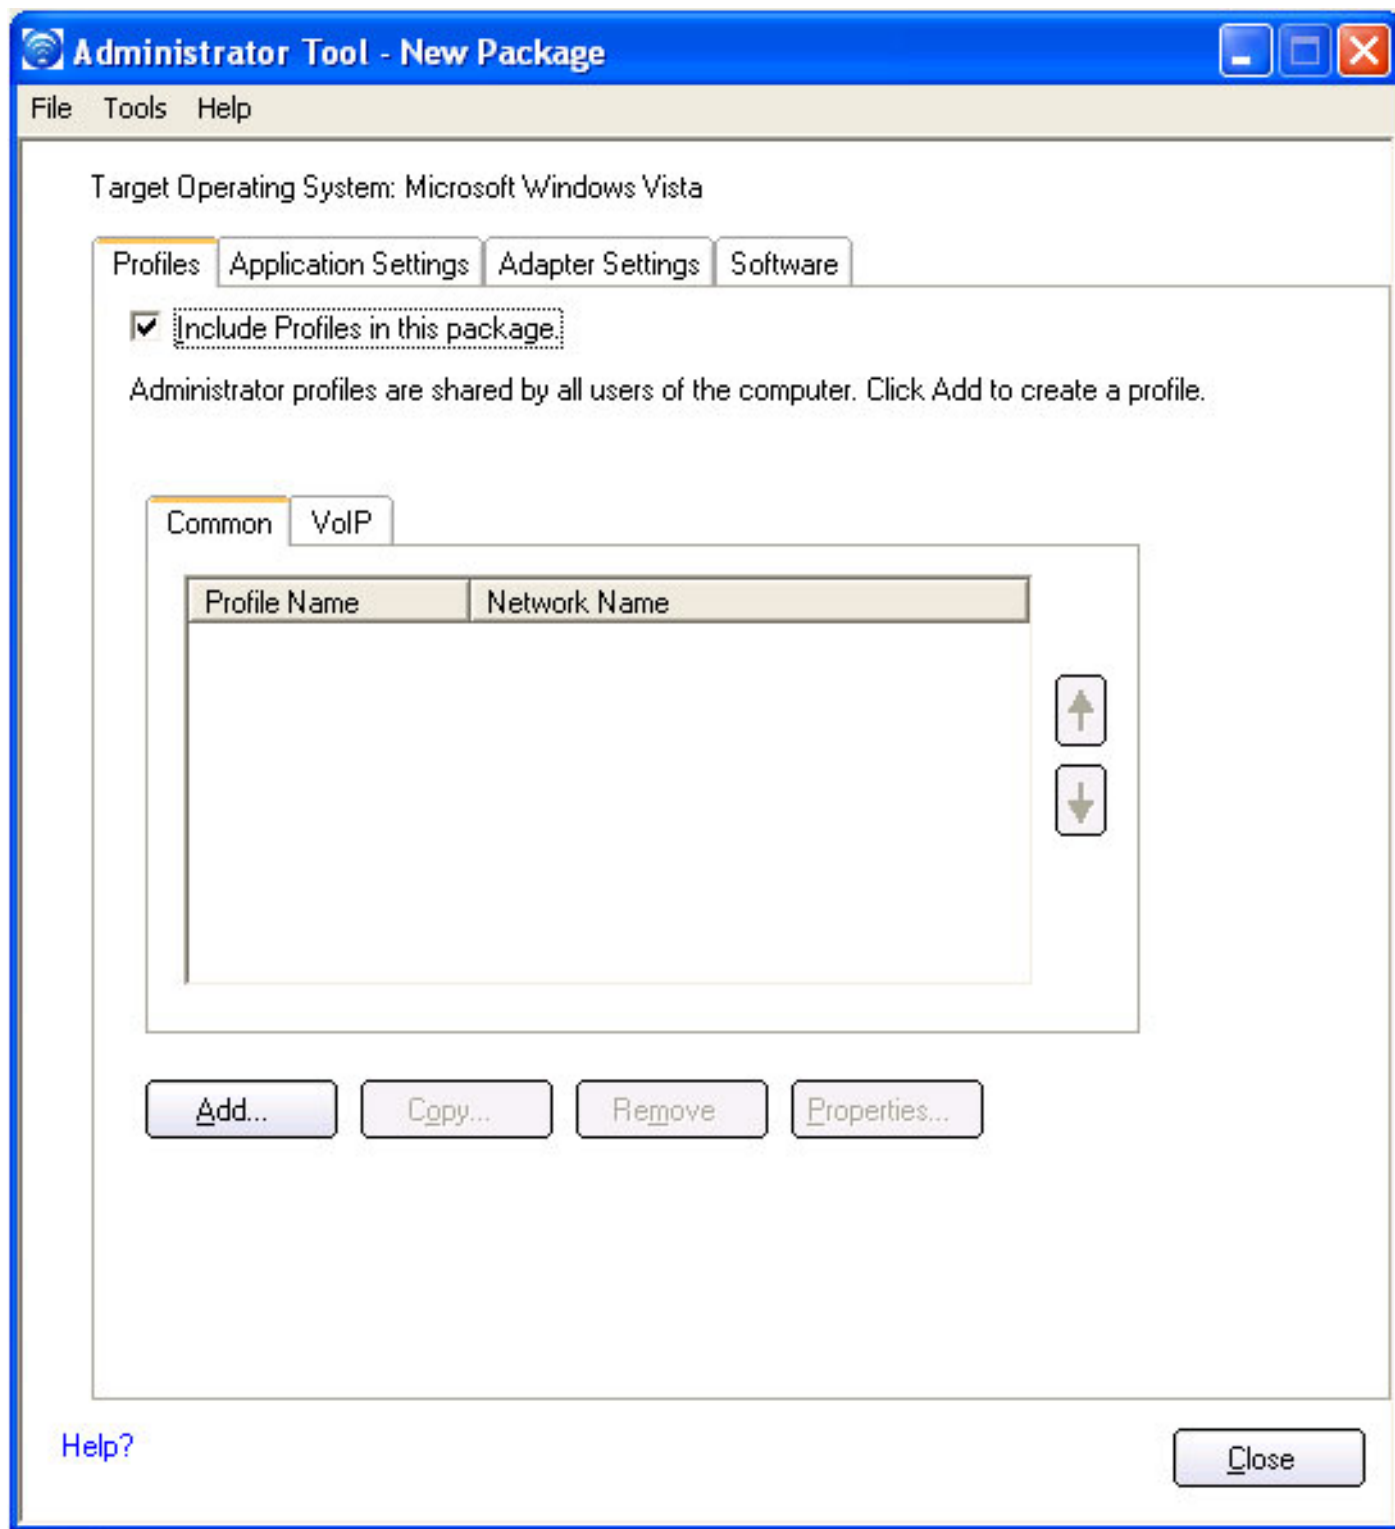 Administrator Tool - New Package
File Tools Help
Target Operating System: Microsoft Windows Vista
Profiles Application Settings Adapter Settings Software
Include Profiles in this package.
Administrator profiles are shared by all users of the computer. Click Add to create a profile.
Common VoIP
Profile Name Network Name
Add... Copy... Remove Properties...
Help?
Close